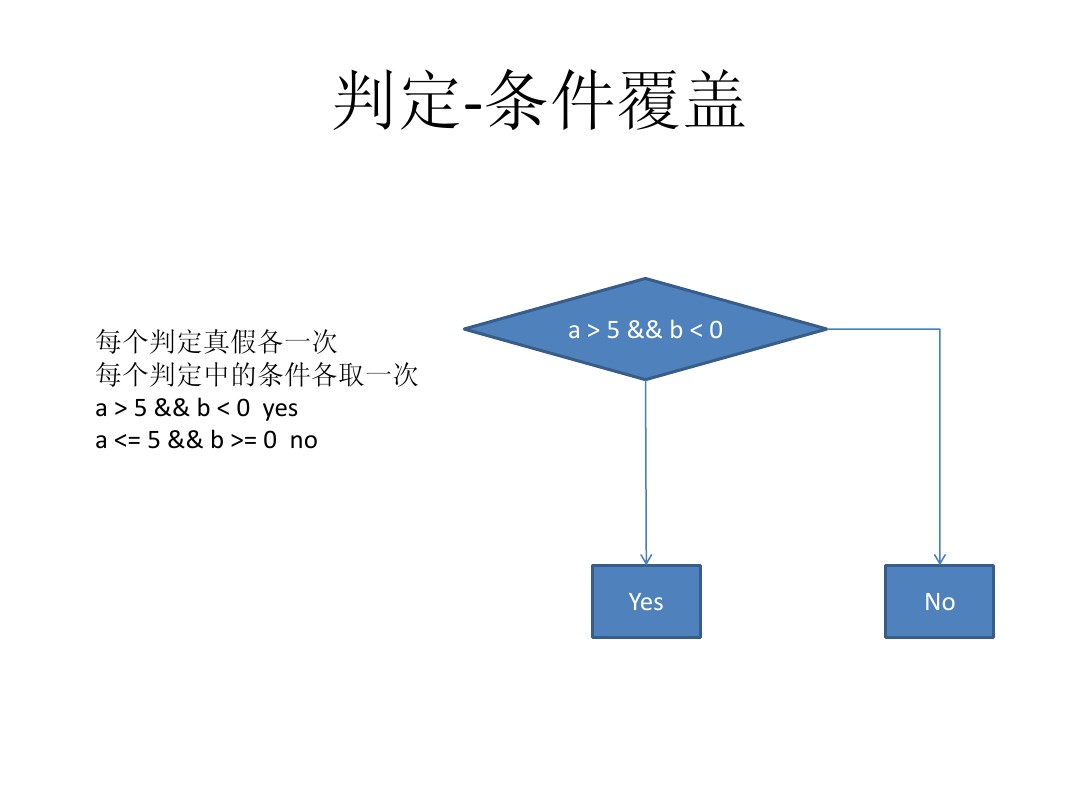 判定-条件覆盖
每个判定真假各一次
每个判定中的条件各取一次
a > 5 && b < 0  yes
a <= 5 && b >= 0  no
a > 5 && b < 0
Yes
No